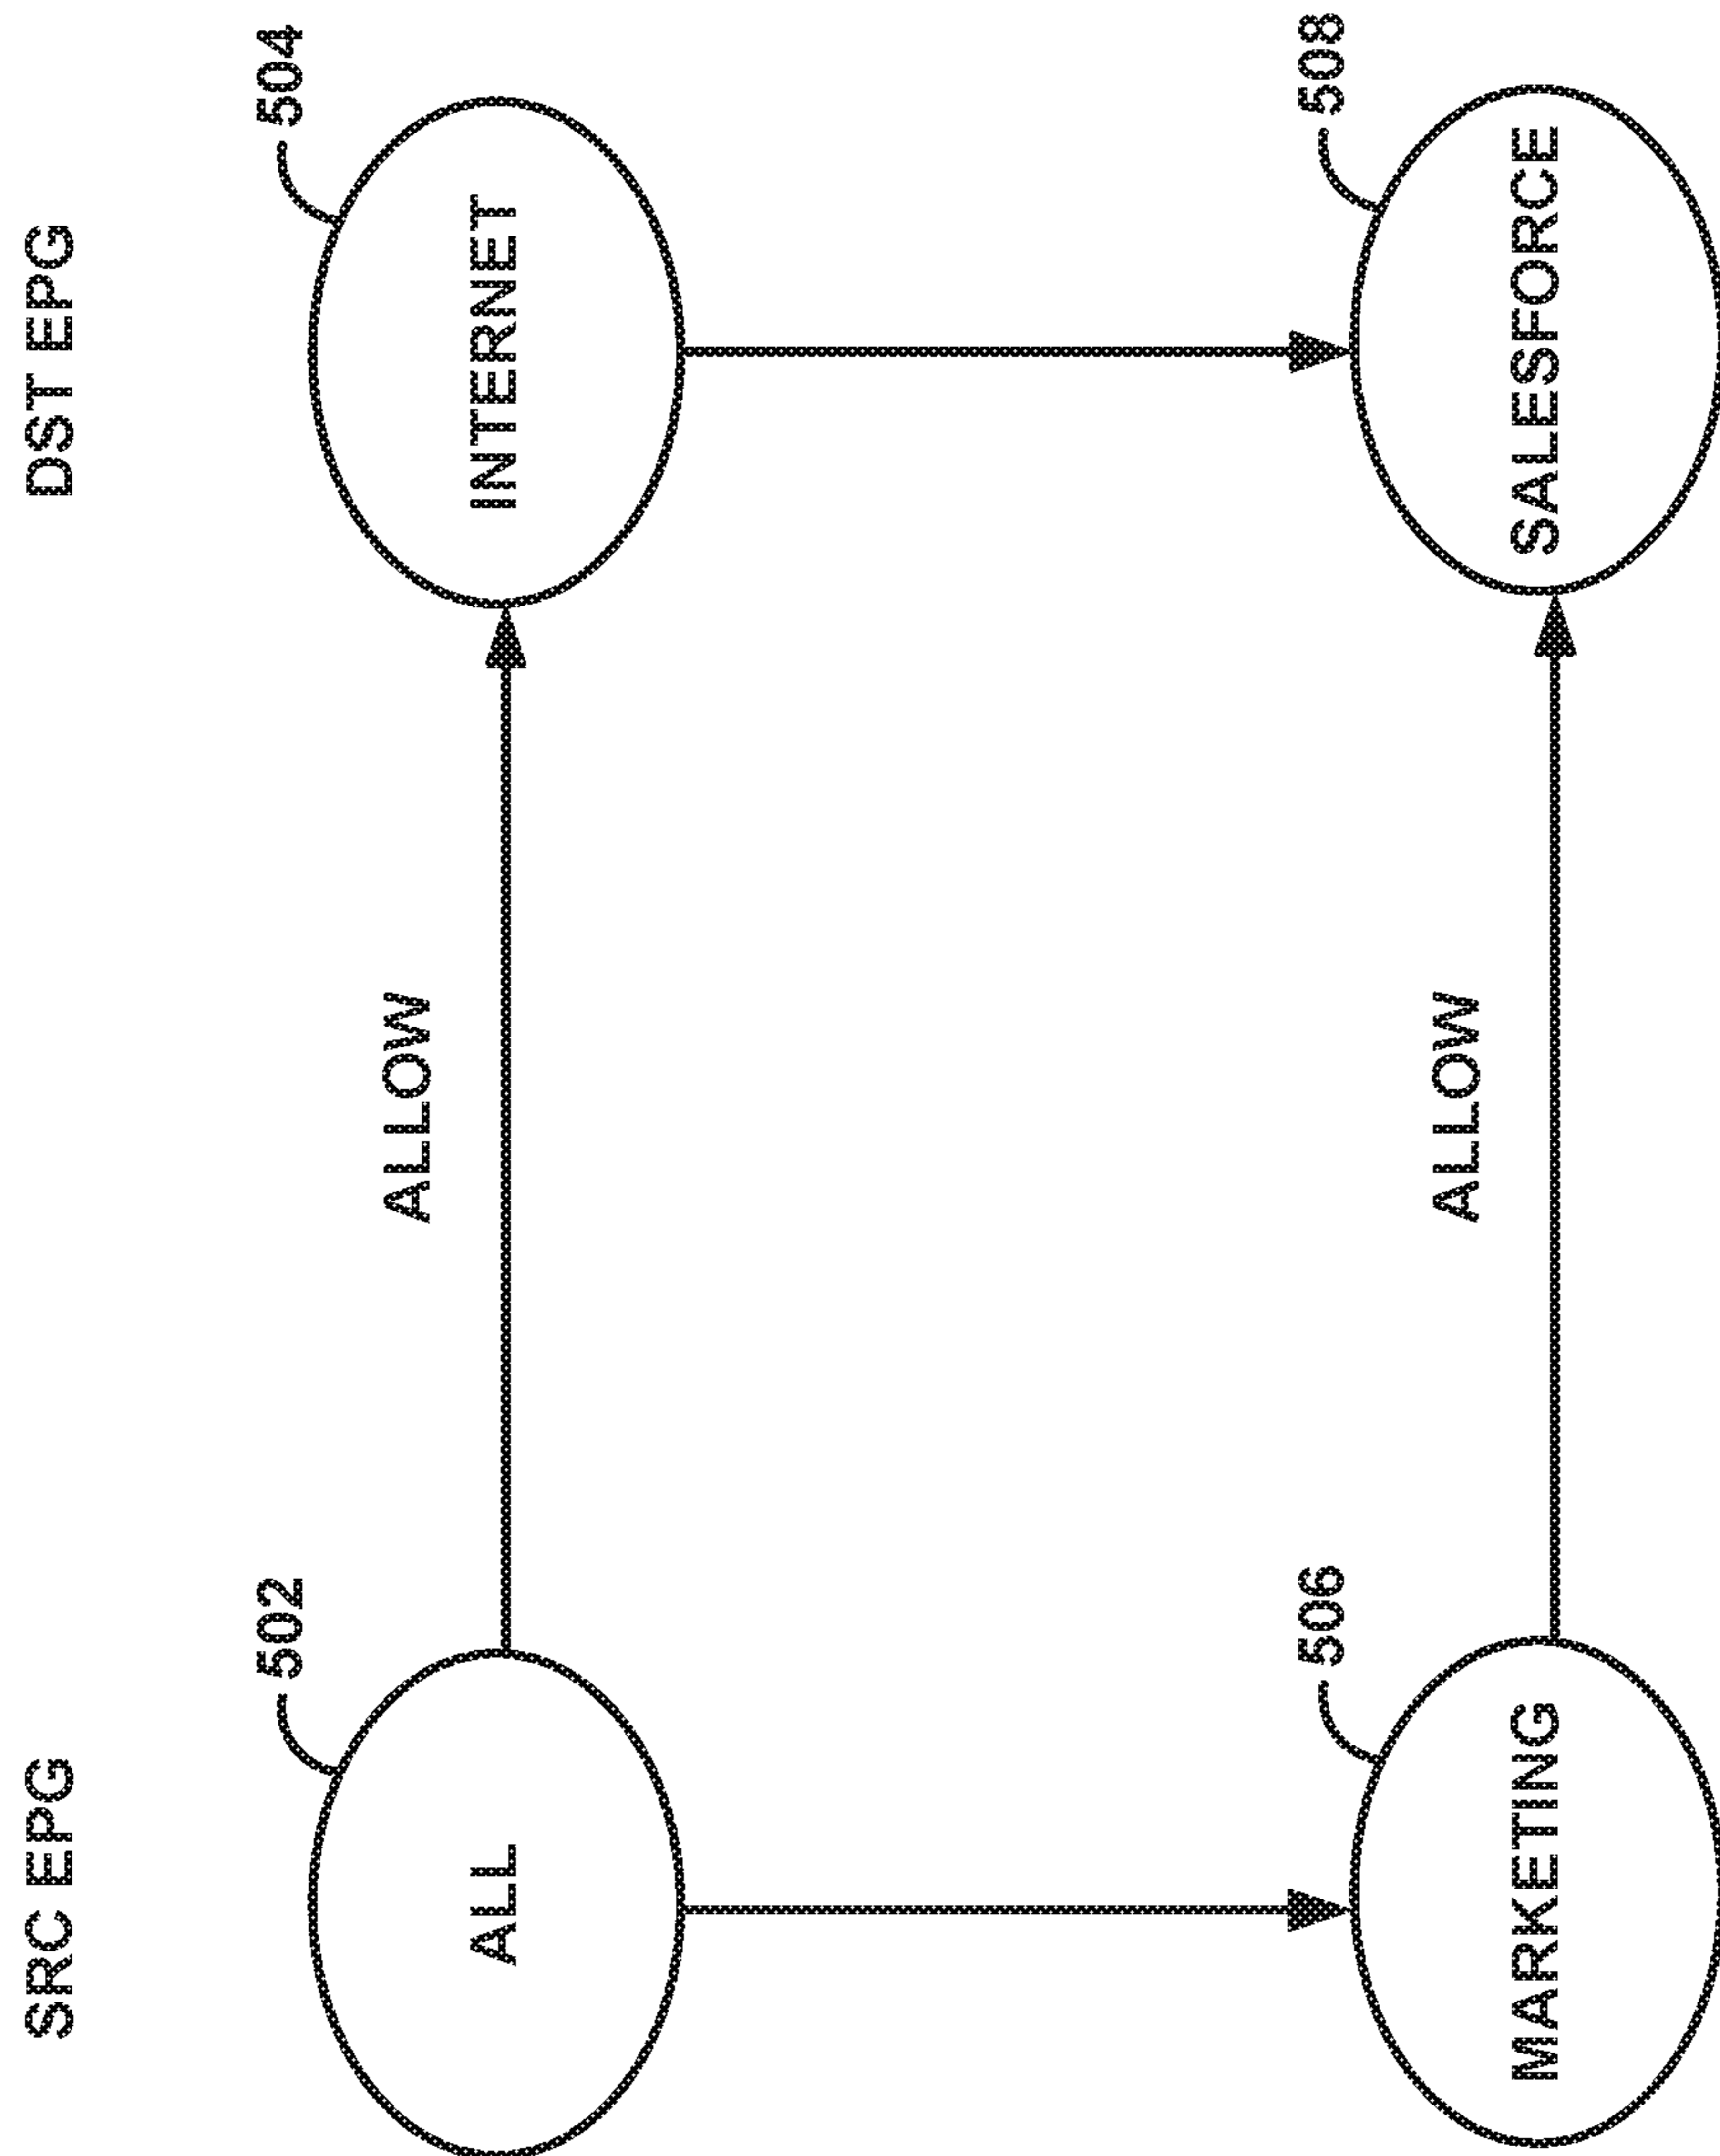 SRC EPG
DST EPG
502
504
ALL
ALLOW
INTERNET
506
508
MARKETING
ALLOW
SALESFORCE